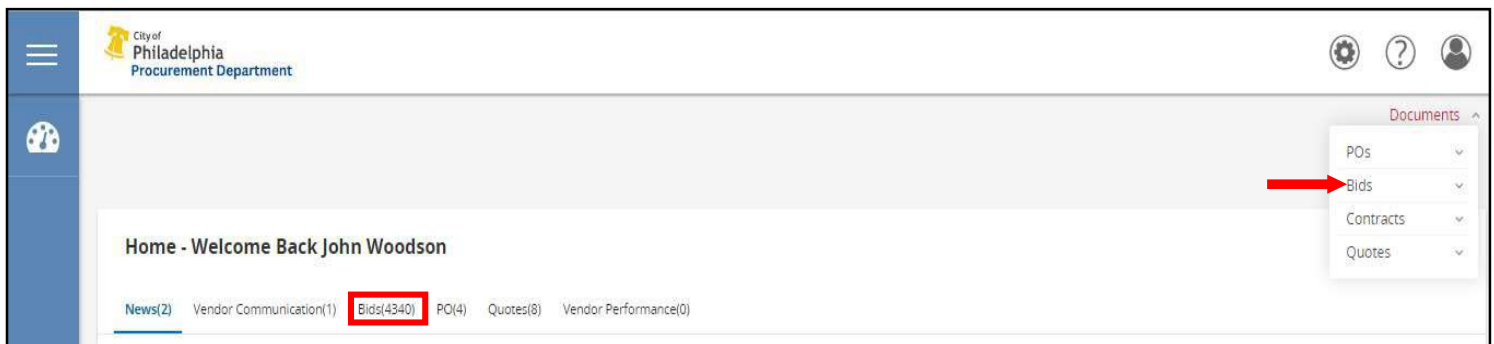 City of
Philadelphia
Procurement Department
?
Documents
POs
Bids
Contracts
Quotes
Home - Welcome Back John Woodson
News(2) Vendor Communication(1) Bids(4340) PO(4) Quotes(8) Vendor Performance(0)